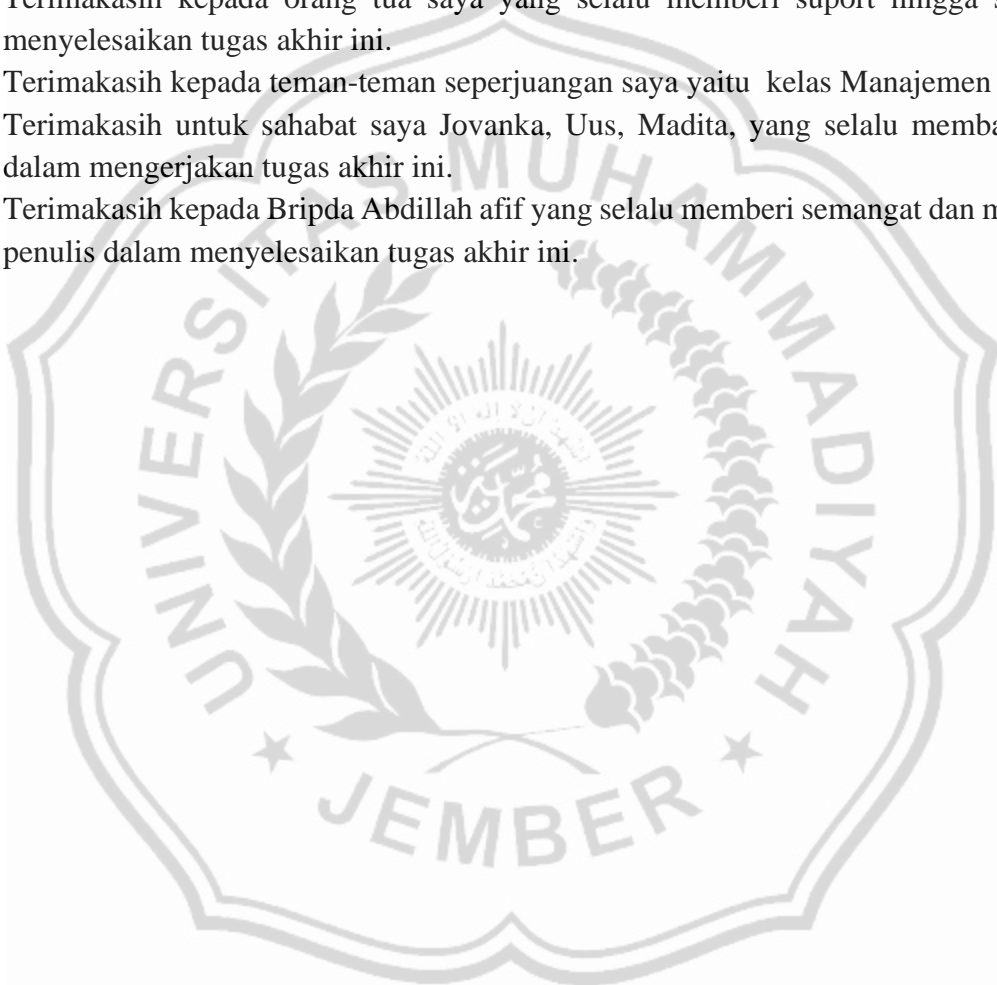 Terimakasih kepada orang tua saya yang selalu memberi suport hingga
menyelesaikan tugas akhir ini.
Terimakasih kepada teman-teman seperjuangan saya yaitu kelas Manajemen
Terimakasih untuk sahabat saya Jovanka, Uus, Madita, yang selalu memba
dalam mengerjakan tugas akhir ini.
Terimakasih kepada Bripda Abdillah afif yang selalu memberi semangat dan m
penulis dalam menyelesaikan tugas akhir ini.
UNIVERSITAS MUHAMMADIYAH
JEMBER